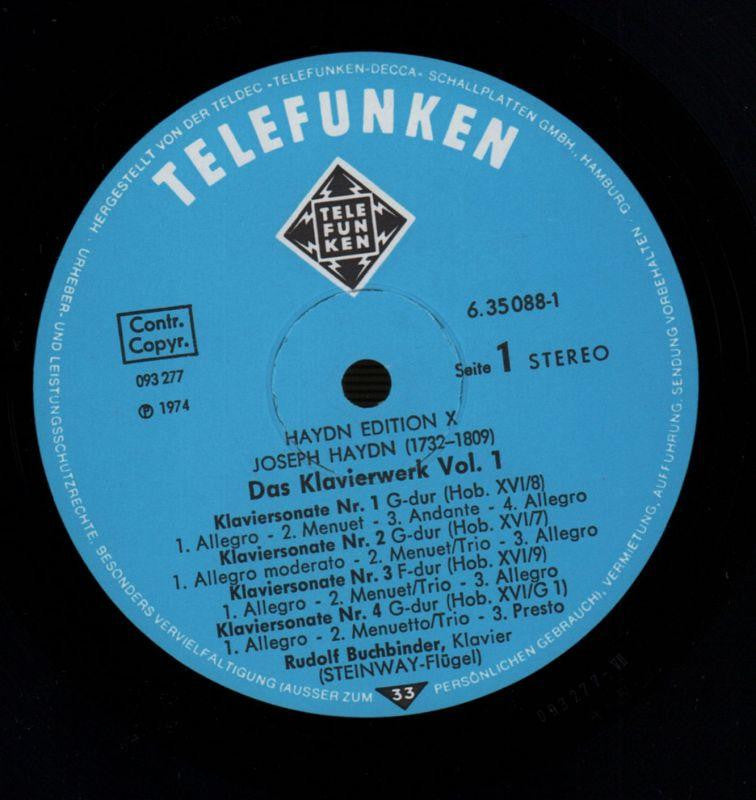 HERGESTELLT VON DER TELDEC »TELEFUNKEN-DECCA« SCHALLPLATTEN GMBH., HAMBURG · URHEBER- UND LEISTUNGSSCHUTZRECHTE, BESONDERS VERVIELFÄLTIGUNG (AUSSER ZUM PERSÖNLICHEN GEBRAUCH), VERMIETUNG, AUFFÜHRUNG, SENDUNG VORBEHALTEN ·
TELEFUNKEN
TELE
FUN
KEN
6.35088-1
Contr.
Copyr.
Seite 1 STEREO
093 277
℗ 1974
HAYDN EDITION X
JOSEPH HAYDN (1732–1809)
Das Klavierwerk Vol. 1
Klaviersonate Nr. 1 G-dur (Hob. XVI/8)
1. Allegro - 2. Menuet - 3. Andante - 4. Allegro
Klaviersonate Nr. 2 G-dur (Hob. XVI/7)
1. Allegro moderato - 2. Menuet/Trio - 3. Allegro
Klaviersonate Nr. 3 F-dur (Hob. XVI/9)
1. Allegro - 2. Menuet/Trio - 3. Allegro
Klaviersonate Nr. 4 G-dur (Hob. XVI/G 1)
1. Allegro - 2. Menuetto/Trio - 3. Presto
Rudolf Buchbinder, Klavier
(STEINWAY-Flügel)
33